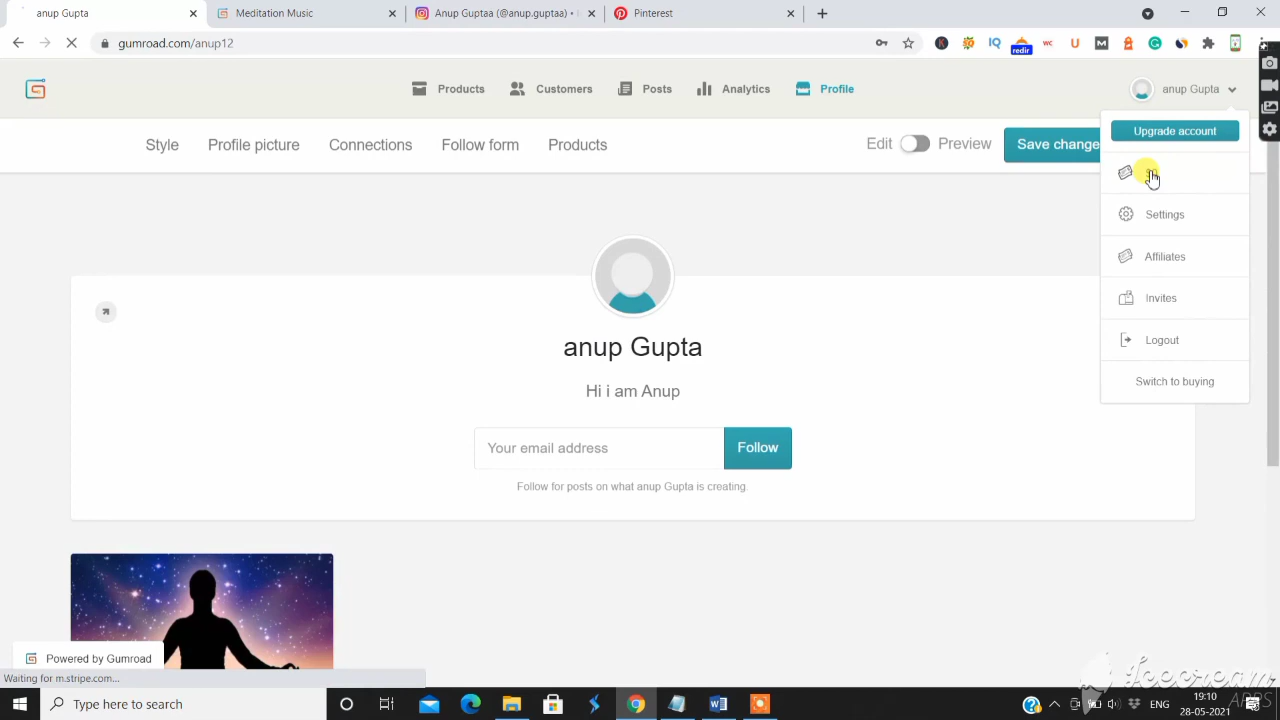 anup Gupta
Meditation Music
Anup Guptaa (@anup.guptaa) •
Pinterest
gumroad.com/anup12
redir
Products
Customers
Posts
Analytics
Profile
anup Gupta
Upgrade account
Settings
Affiliates
Invites
Logout
Switch to buying
Style
Profile picture
Connections
Follow form
Products
Edit
Preview
Save change
anup Gupta
Hi i am Anup
Your email address
Follow
Follow for posts on what anup Gupta is creating.
Powered by Gumroad
Waiting for m.stripe.com...
Icecream
APPS
Type here to search
ENG
19:10
28-05-2021